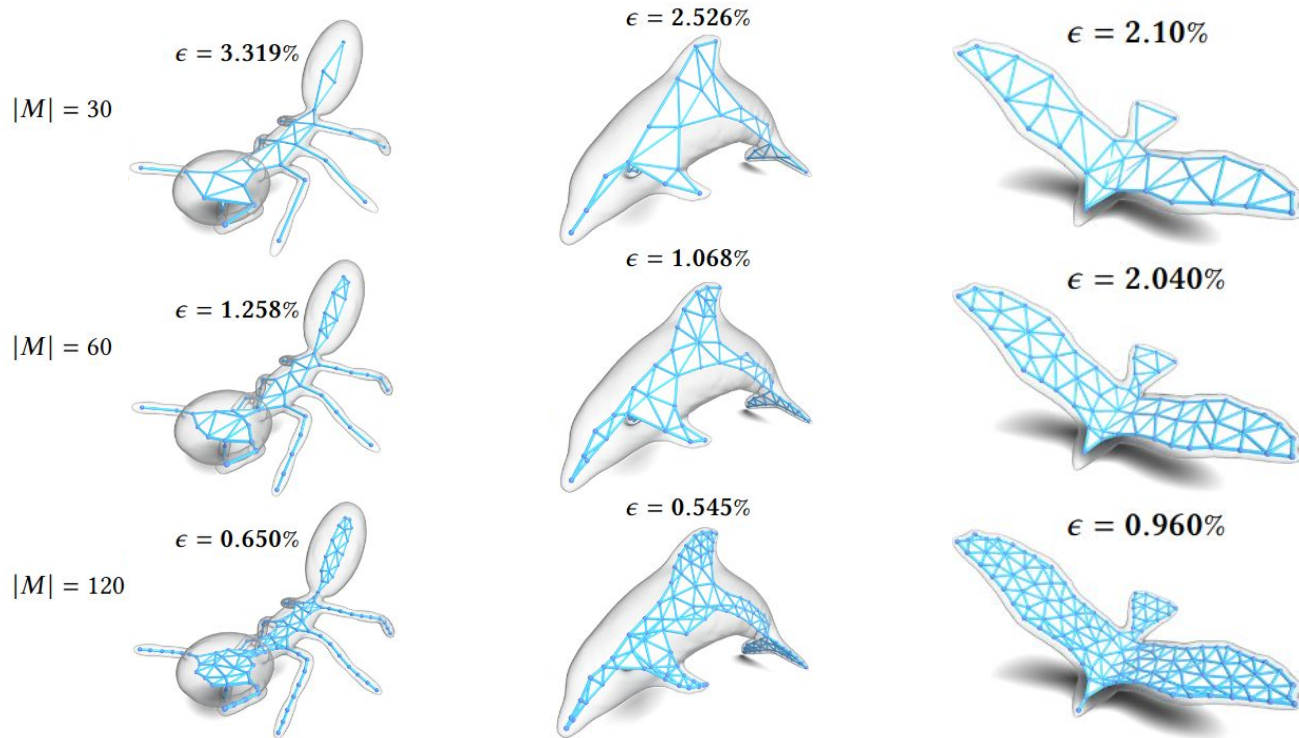 ϵ = 3.319%
ϵ = 2.526%
ϵ = 2.10%
|M| = 30
ϵ = 1.258%
ϵ = 1.068%
ϵ = 2.040%
|M| = 60
ϵ = 0.650%
ϵ = 0.545%
ϵ = 0.960%
|M| = 120